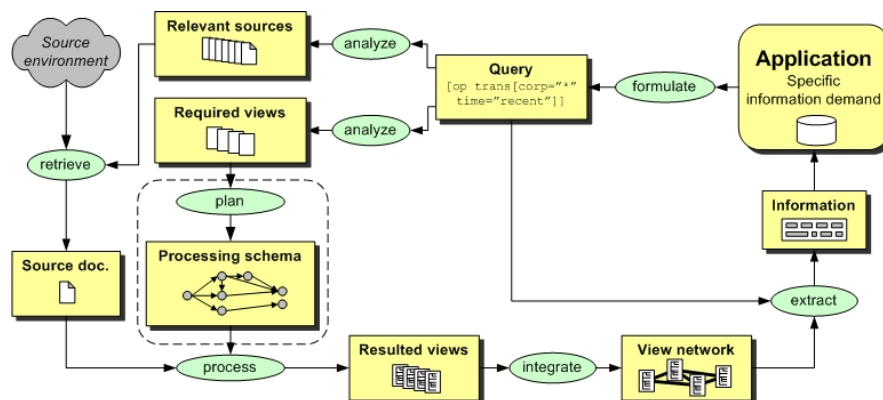 Source
environment
Relevant sources
analyze
Query
[op trans[corp="*"
time="recent"]]
formulate
Application
Specific
information demand
Required views
analyze
retrieve
plan
Information
Source doc.
Processing schema
extract
process
Resulted views
integrate
View network